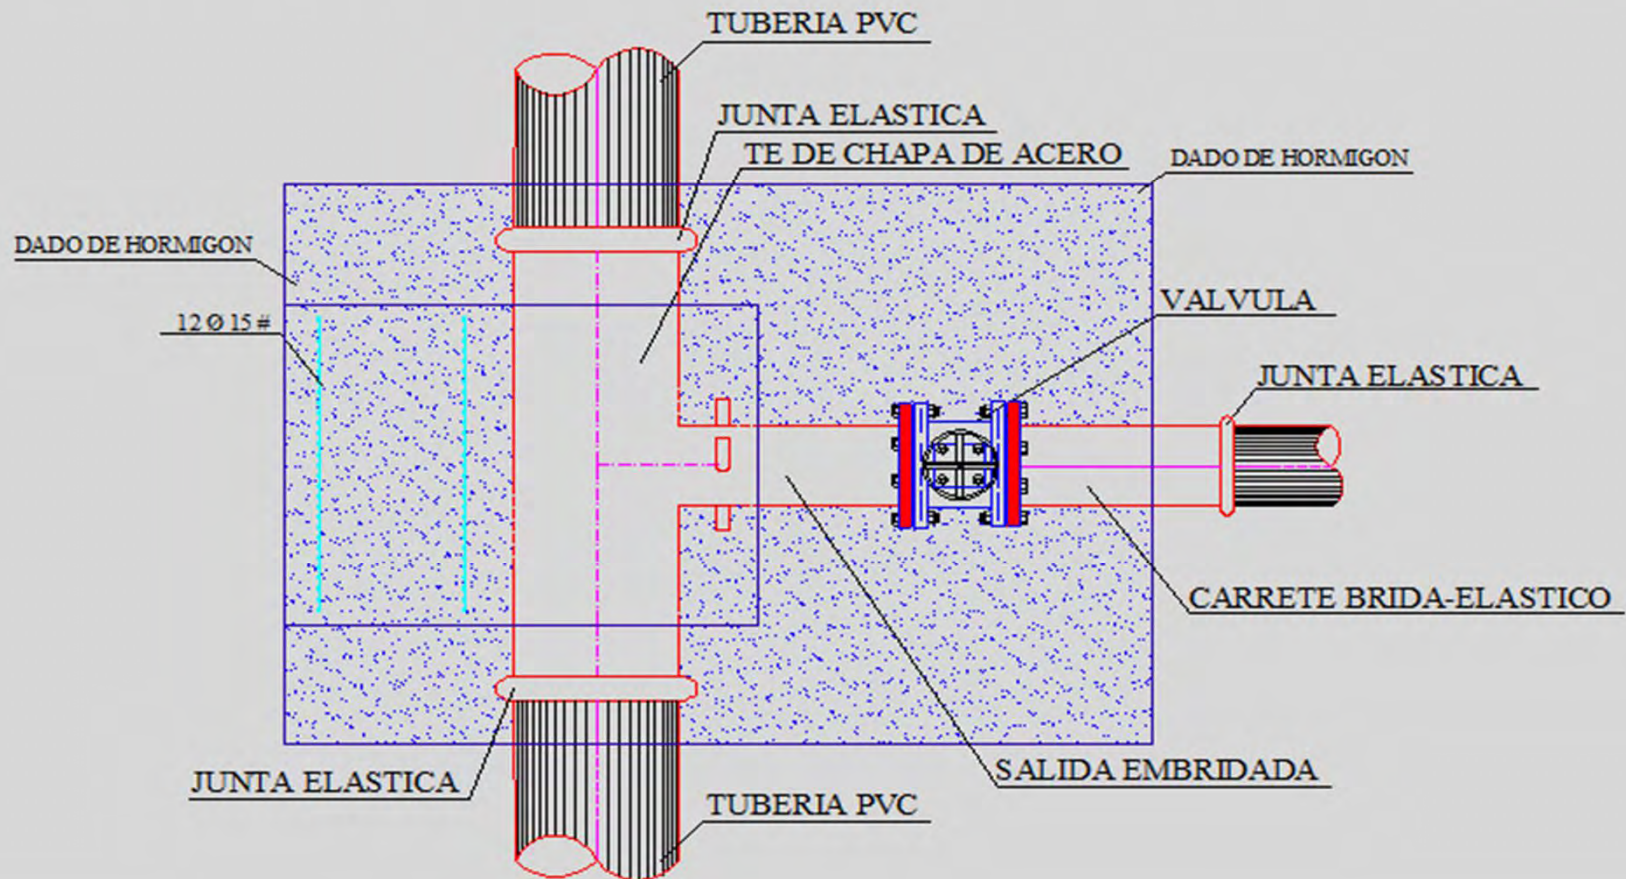 TUBERIA PVC
JUNTA ELASTICA
TE DE CHAPA DE ACERO
DADO DE HORMIGON
DADO DE HORMIGON
12 Ø 15 #
VALVULA
JUNTA ELASTICA
CARRETE BRIDA-ELASTICO
SALIDA EMBRIDADA
JUNTA ELASTICA
TUBERIA PVC